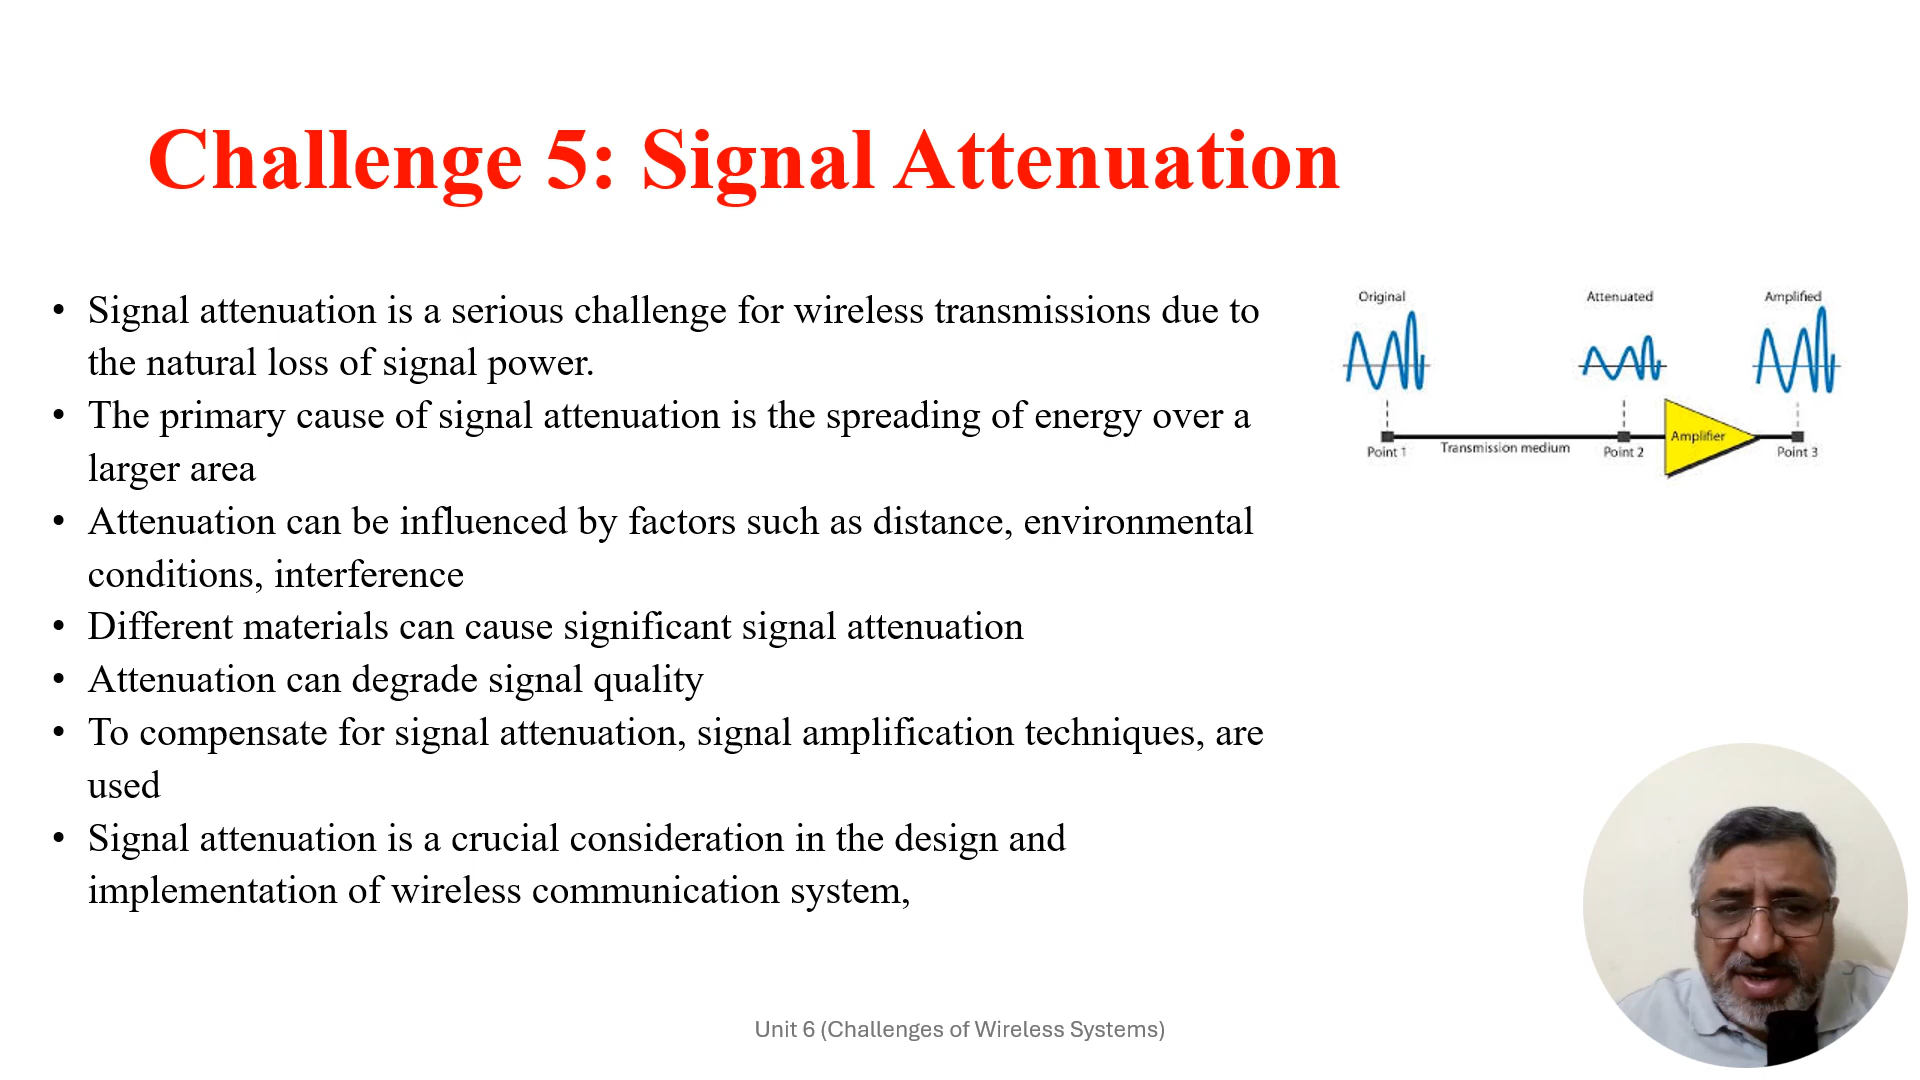 Challenge 5: Signal Attenuation
• Signal attenuation is a serious challenge for wireless transmissions due to
the natural loss of signal power.
• The primary cause of signal attenuation is the spreading of energy over a
larger area
• Attenuation can be influenced by factors such as distance, environmental
conditions, interference
• Different materials can cause significant signal attenuation
• Attenuation can degrade signal quality
• To compensate for signal attenuation, signal amplification techniques, are
used
• Signal attenuation is a crucial consideration in the design and
implementation of wireless communication system,
Original
Attenuated
Amplified
Amplifier
Point 1
Transmission medium
Point 2
Point 3
Unit 6 (Challenges of Wireless Systems)